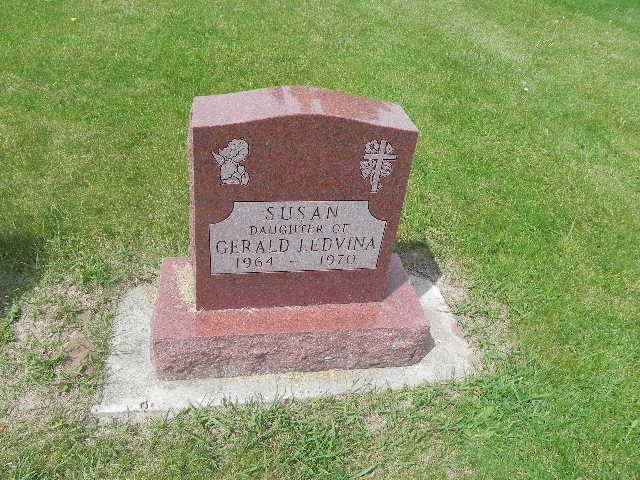 SUSAN
DAUGHTER OF
GERALD J. LEDVINA
1964 - 1970